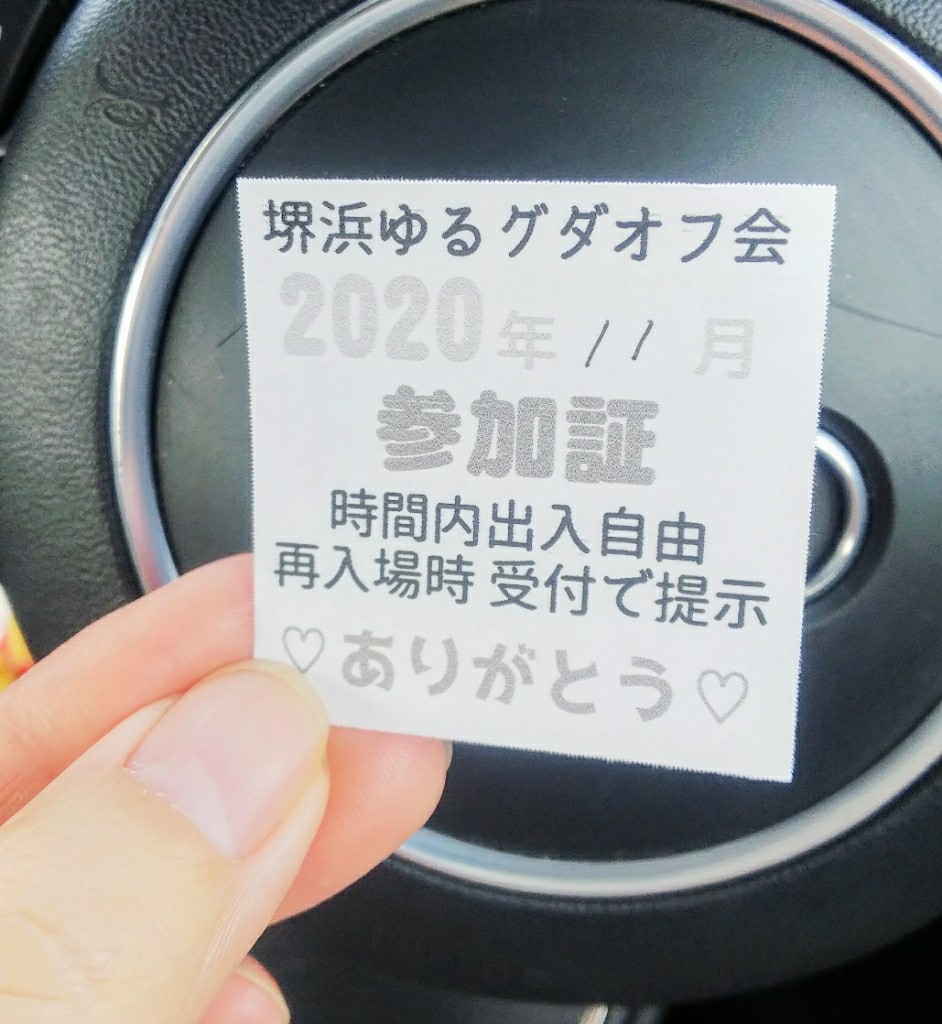 堺浜ゆるグダオフ会
2020年 11 月
参加証
時間内出入自由
再入場時 受付で提示
♡ありがとう♡